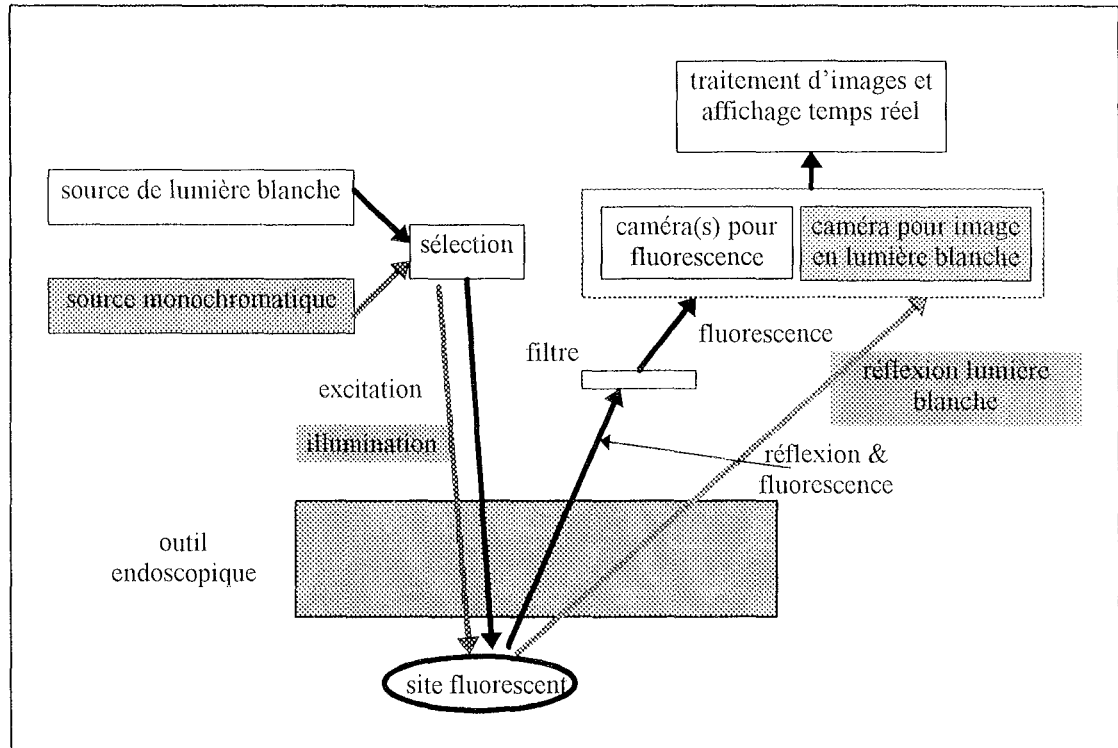 traitement d'images et
affichage temps réel
source de lumière blanche
sélection
caméra(s) pour
fluorescence
caméra pour image
en lumière blanche
source monochromatique
fluorescence
filtre
réflexion lumière
blanche
excitation
illumination
réflexion &
fluorescence
outil
endoscopique
site fluorescent